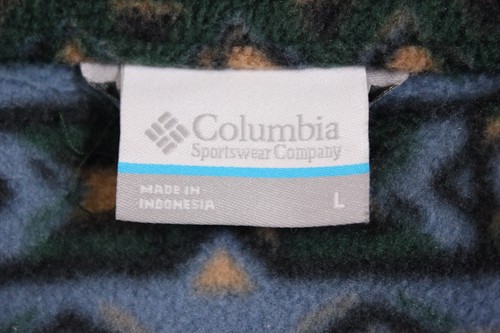 Columbia
Sportswear Company
MADE IN
INDONESIA
L